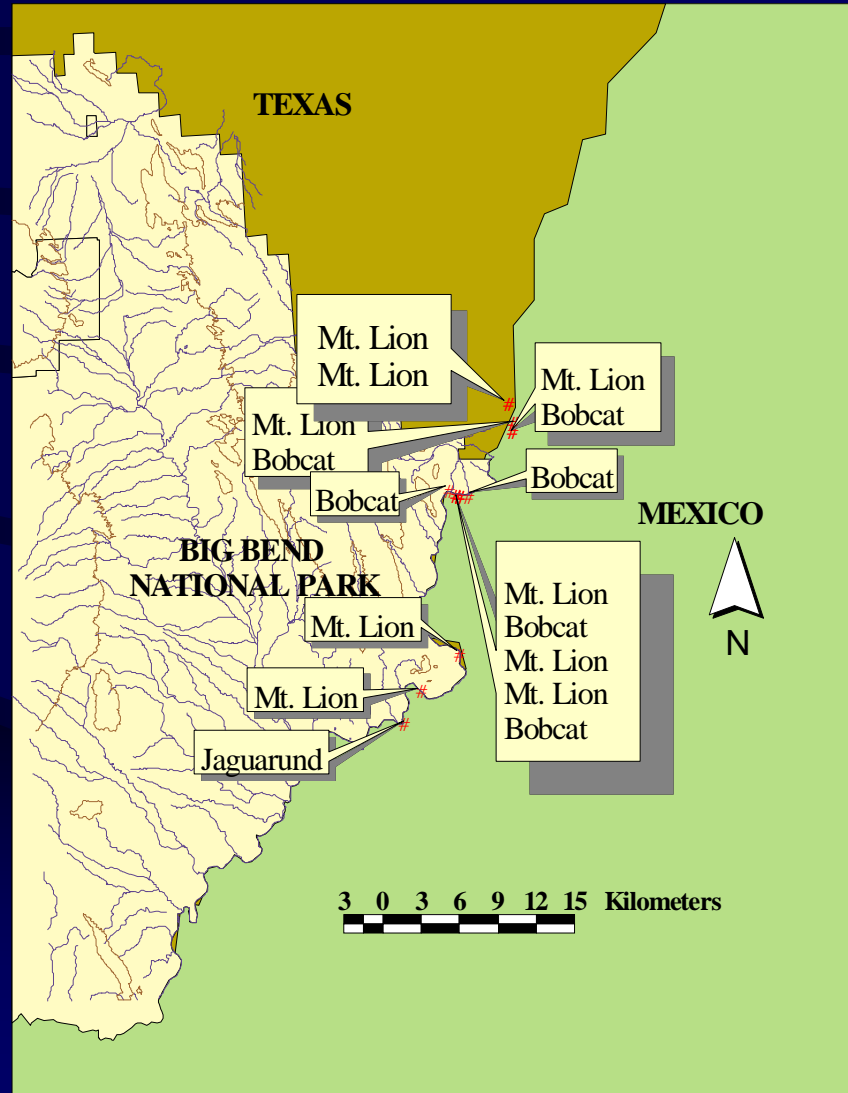 TEXAS
Mt. Lion
Mt. Lion
Mt. Lion
Bobcat
Mt. Lion
Bobcat
Bobcat
Bobcat
MEXICO
BIG BEND
NATIONAL PARK
Mt. Lion
Bobcat
Mt. Lion
Mt. Lion
Bobcat
Mt. Lion
N
Mt. Lion
Jaguarund
3 0 3 6 9 12 15 Kilometers